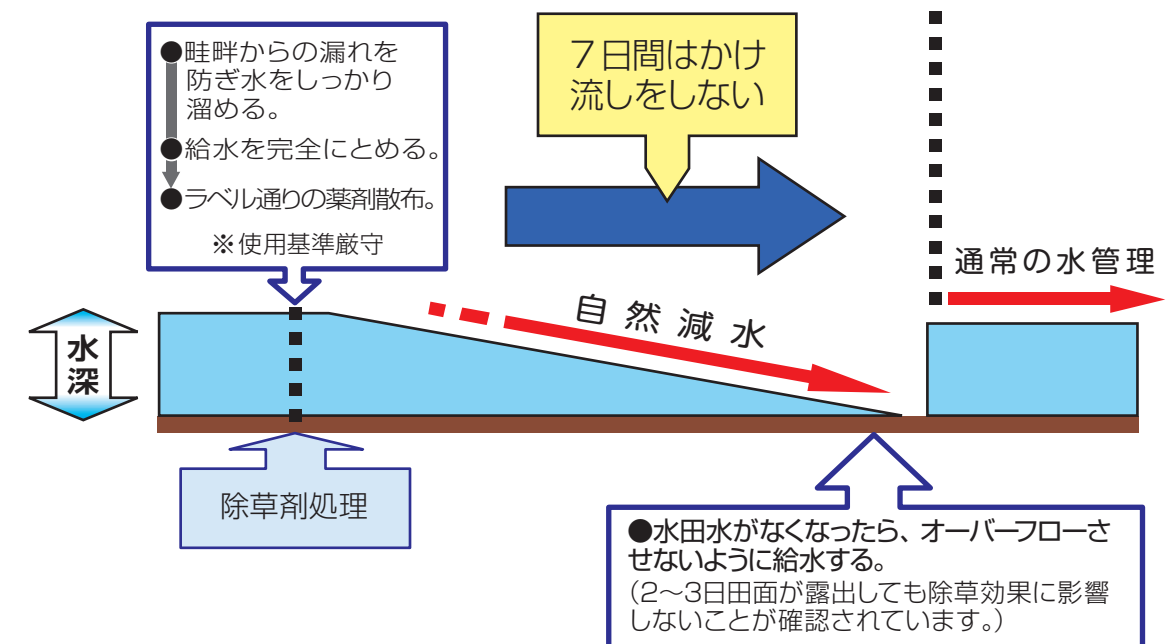 ●畦畔からの漏れを
防ぎ水をしっかり
溜める。
●給水を完全にとめる。
●ラベル通りの薬剤散布。
※使用基準厳守
7日間はかけ
流しをしない
通常の水管理
自然減水
水深
除草剤処理
●水田水がなくなったら、オーバーフローさ
せないように給水する。
（2～3日田面が露出しても除草効果に影響
しないことが確認されています。）